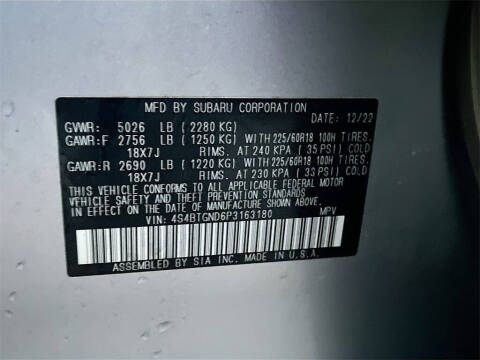 MFD BY SUBARU CORPORATION 12/22
GVWR: 5026 LB (2280 KG)
GAWR:F 2756 LB (1250 KG) WITH 225/60R18 100H TIRES.
18X7J RIMS. AT 240 KPA (35 PSI) COLD
GAWR:R 2690 LB (1220 KG) WITH 225/60R18 100H TIRES.
18X7J RIMS. AT 230 KPA (33 PSI) COLD
THIS VEHICLE CONFORMS TO ALL APPLICABLE FEDERAL MOTOR
VEHICLE SAFETY AND THEFT PREVENTION STANDARDS IN EFFECT
ON THE DATE OF MANUFACTURE SHOWN ABOVE.
VIN: 4S4BTGND6P3163180 MPV
ASSEMBLED BY SIA INC. MADE IN U.S.A.